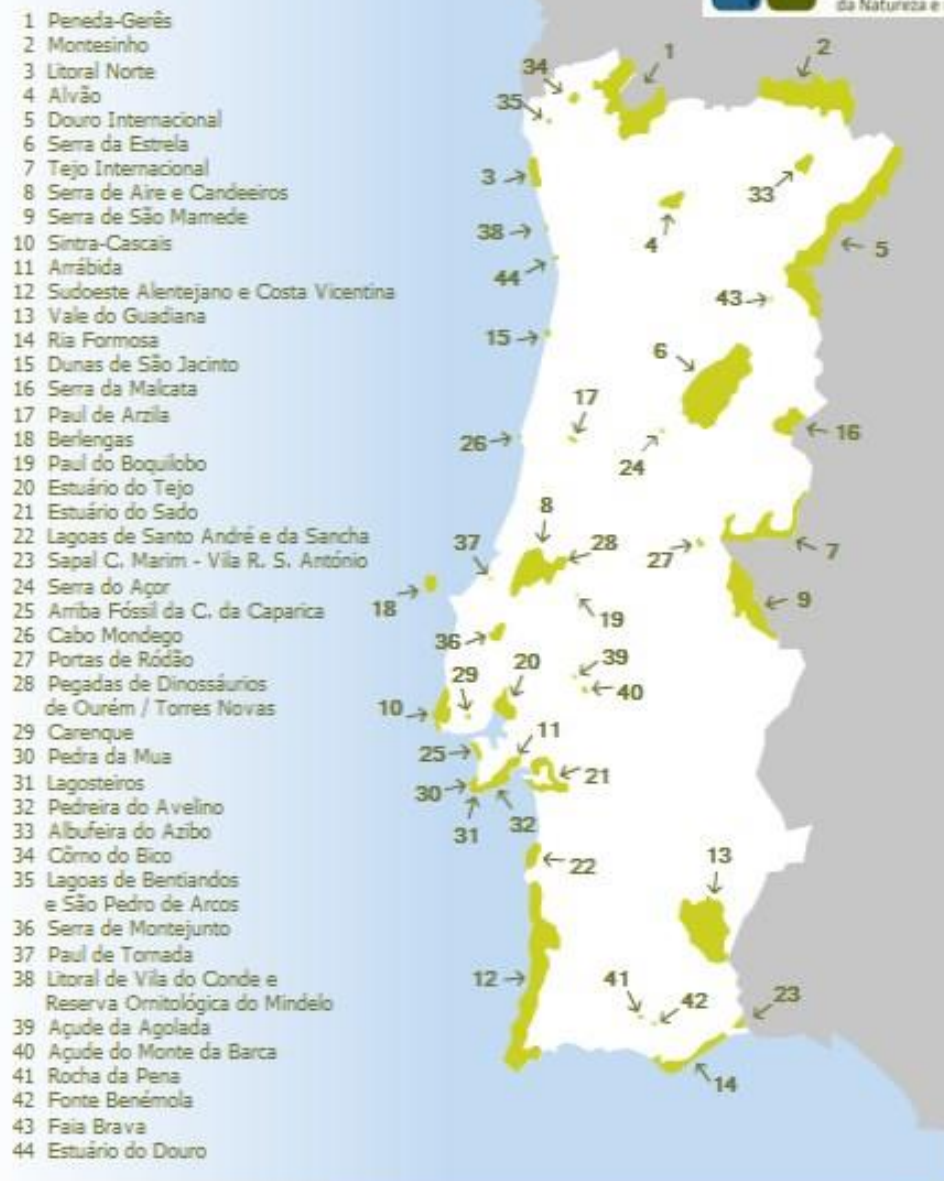 da Natureza e
1 Peneda-Gerês
2 Montesinho
3 Litoral Norte
4 Alvão
5 Douro Internacional
6 Serra da Estrela
7 Tejo Internacional
8 Serra de Aire e Candeeiros
9 Serra de São Mamede
10 Sintra-Cascais
11 Arrábida
12 Sudoeste Alentejano e Costa Vicentina
13 Vale do Guadiana
14 Ria Formosa
15 Dunas de São Jacinto
16 Serra da Malcata
17 Paul de Arzila
18 Berlengas
19 Paul do Boquilobo
20 Estuário do Tejo
21 Estuário do Sado
22 Lagoas de Santo André e da Sancha
23 Sapal C. Marim - Vila R. S. António
24 Serra do Açor
25 Arriba Fóssil da C. da Caparica
26 Cabo Mondego
27 Portas de Ródão
28 Pegadas de Dinossáurios
de Ourém / Torres Novas
29 Carenque
30 Pedra da Mua
31 Lagosteiros
32 Pedreira do Avelino
33 Albufeira do Azibo
34 Côrno do Bico
35 Lagoas de Bentiandos
e São Pedro de Arcos
36 Serra de Montejunto
37 Paul de Tornada
38 Litoral de Vila do Conde e
Reserva Ornitológica do Mindelo
39 Açude da Agolada
40 Açude do Monte da Barca
41 Rocha da Pena
42 Fonte Benémola
43 Faia Brava
44 Estuário do Douro
1
2
34
35
3
33
38
4
5
44
43
15
6
17
16
26
24
8
37
28
27
7
18
19
9
36
39
29
20
40
10
11
25
21
30
31
32
22
13
12
41
42
23
14